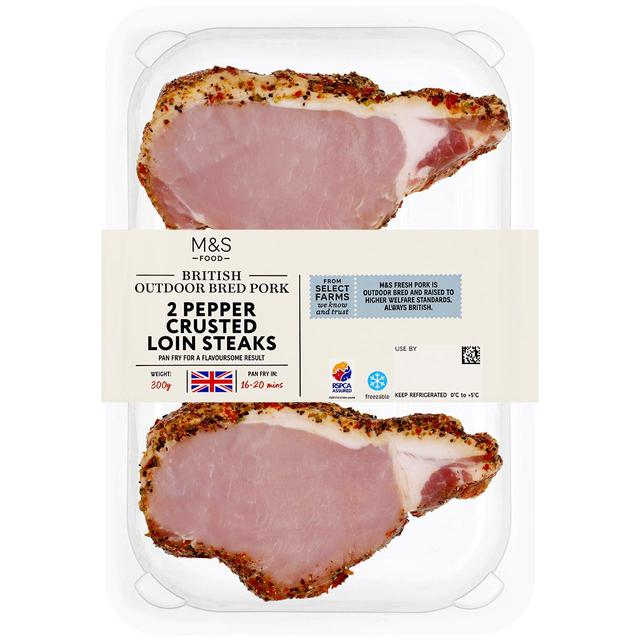 M&S
FOOD
BRITISH
OUTDOOR BRED PORK
2 PEPPER
CRUSTED
LOIN STEAKS
PAN FRY FOR A FLAVOURSOME RESULT
WEIGHT:
300g
PAN FRY IN:
16-20 mins
FROM
SELECT
FARMS
we know
and trust
M&S FRESH PORK IS
OUTDOOR BRED AND RAISED TO
HIGHER WELFARE STANDARDS.
ALWAYS BRITISH.
USE BY
RSPCA
ASSURED
CERTIFICATION MARK
freezable
KEEP REFRIGERATED 0°C to +5°C